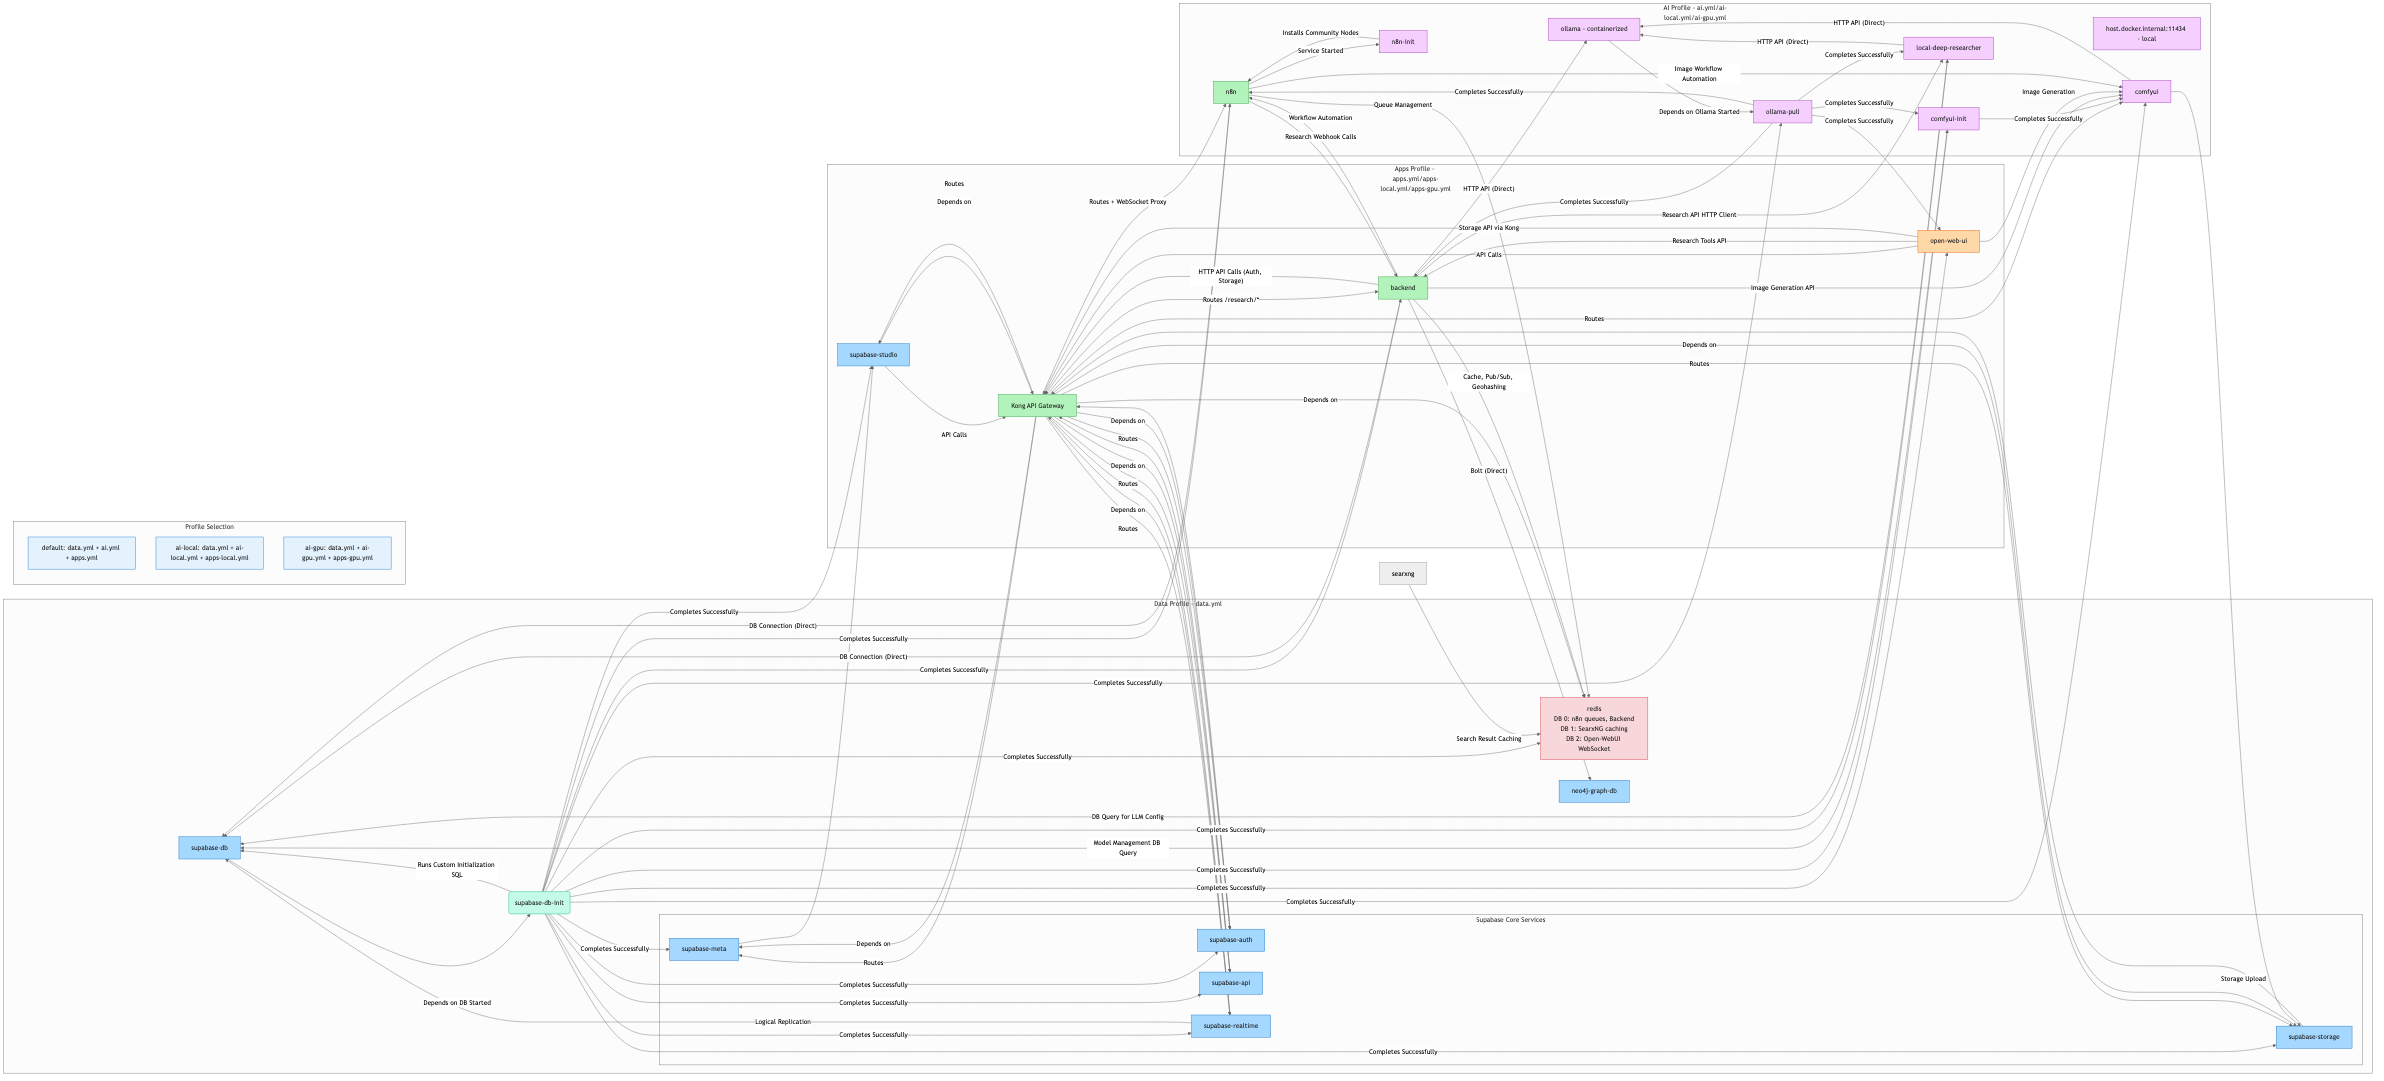 AI Profile - ai.yml/ai-
local.yml/ai-gpu.yml
HTTP API (Direct)
host.docker.internal:11434
- local
ollama - containerized
Installs Community Nodes
n8n-init
Service Started
HTTP API (Direct)
local-deep-researcher
Completes Successfully
Image Workflow
Automation
n8n
Completes Successfully
Image Generation
comfyui
Queue Management
ollama-pull
Completes Successfully
Depends on Ollama Started
Workflow Automation
Completes Successfully
comfyui-init
Completes Successfully
Research Webhook Calls
Apps Profile -
apps.yml/apps-
local.yml/apps-gpu.yml
Routes
HTTP API (Direct)
Depends on
Routes + WebSocket Proxy
Completes Successfully
Research API HTTP Client
Storage API via Kong
Research Tools API
open-web-ui
API Calls
HTTP API Calls (Auth,
Storage)
backend
Image Generation API
Routes /research/*
Routes
supabase-studio
Depends on
Routes
Cache, Pub/Sub,
Geohashing
Kong API Gateway
Depends on
Depends on
API Calls
Routes
Depends on
Bolt (Direct)
Routes
Depends on
Routes
Profile Selection
default: data.yml + ai.yml
+ apps.yml
ai-local: data.yml + ai-
local.yml + apps-local.yml
ai-gpu: data.yml + ai-
gpu.yml + apps-gpu.yml
searxng
Data Profile - data.yml
Completes Successfully
DB Connection (Direct)
Completes Successfully
DB Connection (Direct)
Completes Successfully
Completes Successfully
redis
DB 0: n8n queues, Backend
DB 1: SearxNG caching
DB 2: Open-WebUI
WebSocket
Search Result Caching
Completes Successfully
neo4j-graph-db
DB Query for LLM Config
Completes Successfully
supabase-db
Model Management DB
Query
Runs Custom Initialization
SQL
Completes Successfully
Completes Successfully
supabase-db-init
Completes Successfully
Supabase Core Services
supabase-meta
Completes Successfully
Depends on
supabase-auth
Routes
Storage Upload
Completes Successfully
supabase-api
Depends on DB Started
Completes Successfully
Logical Replication
supabase-realtime
Completes Successfully
supabase-storage
Completes Successfully